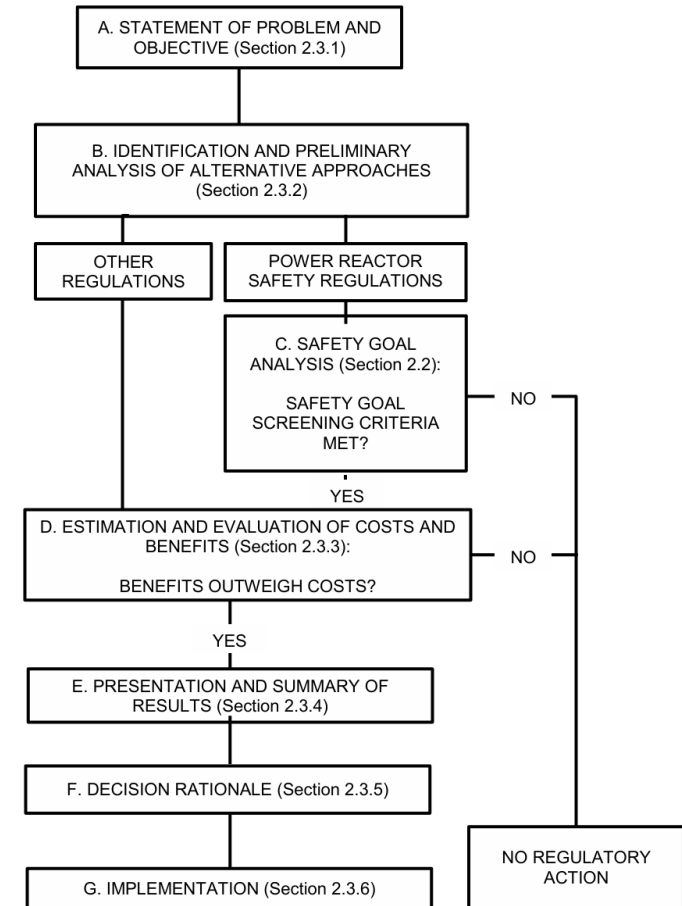 A. STATEMENT OF PROBLEM AND
OBJECTIVE (Section 2.3.1)
B. IDENTIFICATION AND PRELIMINARY
ANALYSIS OF ALTERNATIVE APPROACHES
(Section 2.3.2)
OTHER
REGULATIONS
POWER REACTOR
SAFETY REGULATIONS
C. SAFETY GOAL
ANALYSIS (Section 2.2):
SAFETY GOAL
SCREENING CRITERIA
MET?
NO
YES
D. ESTIMATION AND EVALUATION OF COSTS AND
BENEFITS (Section 2.3.3):
BENEFITS OUTWEIGH COSTS?
NO
YES
E. PRESENTATION AND SUMMARY OF
RESULTS (Section 2.3.4)
F. DECISION RATIONALE (Section 2.3.5)
G. IMPLEMENTATION (Section 2.3.6)
NO REGULATORY
ACTION